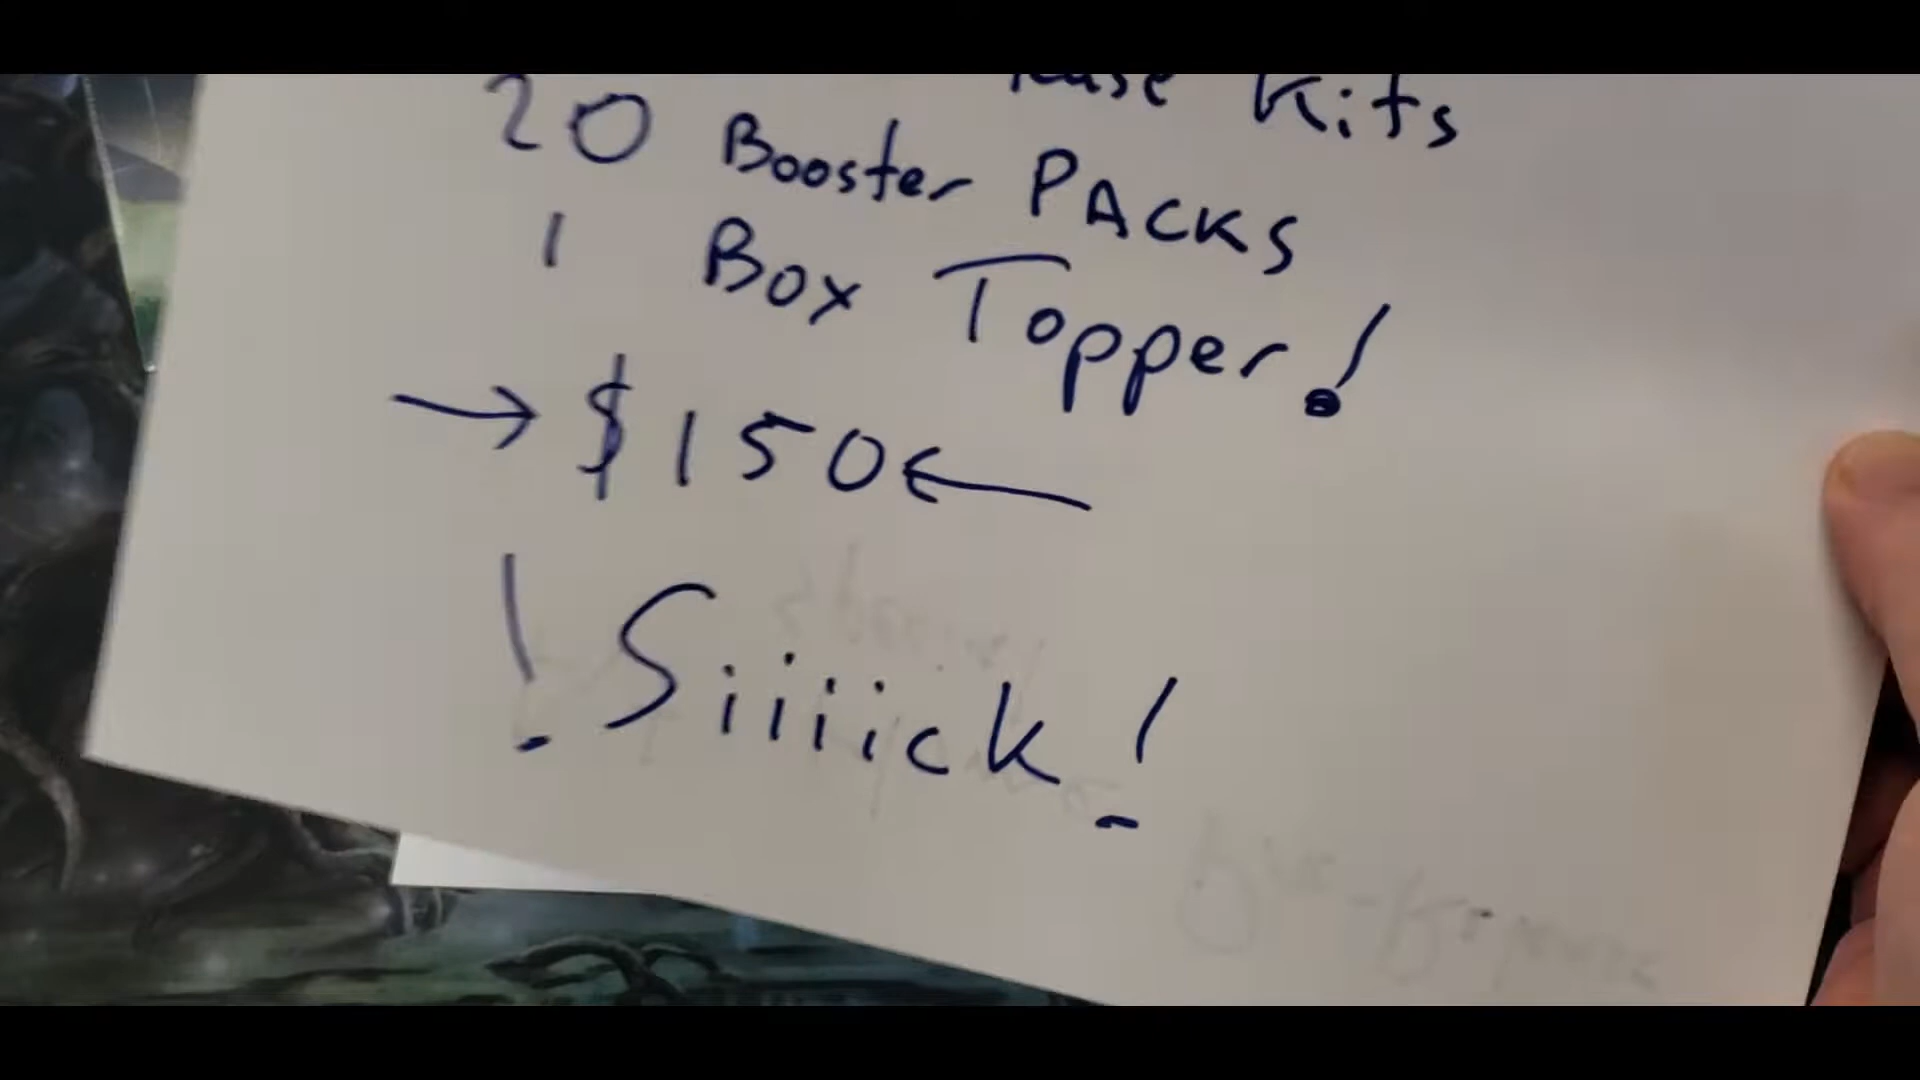 Kits
20 Booster PACKS
1 Box Topper!
→ $150 ←
! Siiiick!